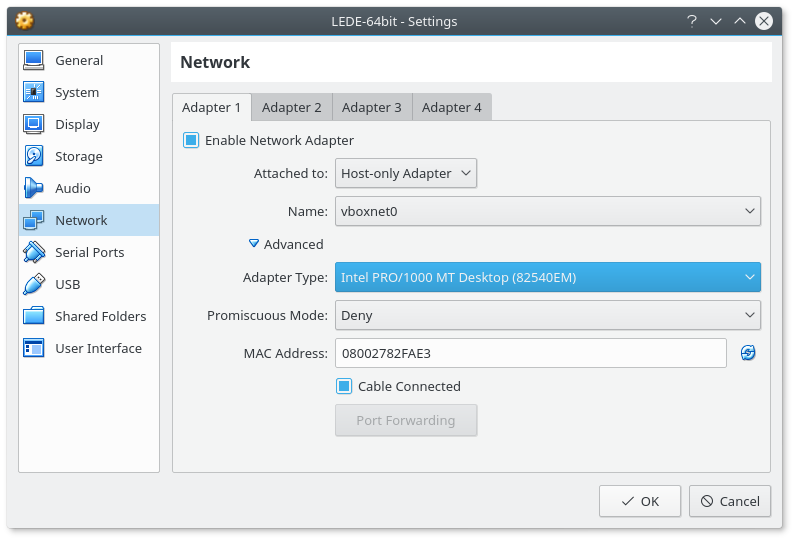 LEDE-64bit - Settings
General
System
Display
Storage
Audio
Network
Serial Ports
USB
Shared Folders
User Interface
Network
Adapter 1 Adapter 2 Adapter 3 Adapter 4
Enable Network Adapter
Attached to: Host-only Adapter
Name: vboxnet0
Advanced
Adapter Type: Intel PRO/1000 MT Desktop (82540EM)
Promiscuous Mode: Deny
MAC Address: 08002782FAE3
Cable Connected
Port Forwarding
OK Cancel